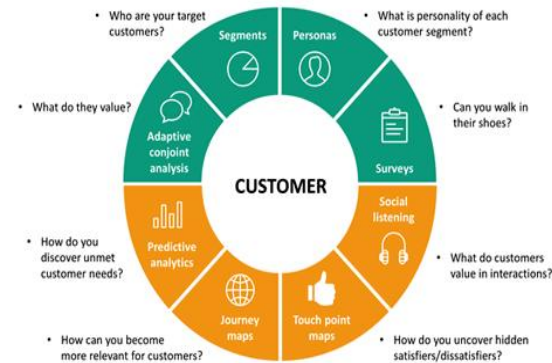 • Who are your target
customers?
• What is personality of each
customer segment?
Segments
Personas
• What do they value?
Adaptive
conjoint
analysis
• Can you walk in
their shoes?
Surveys
CUSTOMER
Social
listening
Predictive
analytics
• How do you
discover unmet
customer needs?
• What do customers
value in interactions?
Journey
maps
Touch point
maps
• How can you become
more relevant for customers?
• How do you uncover hidden
satisfiers/dissatisfiers?